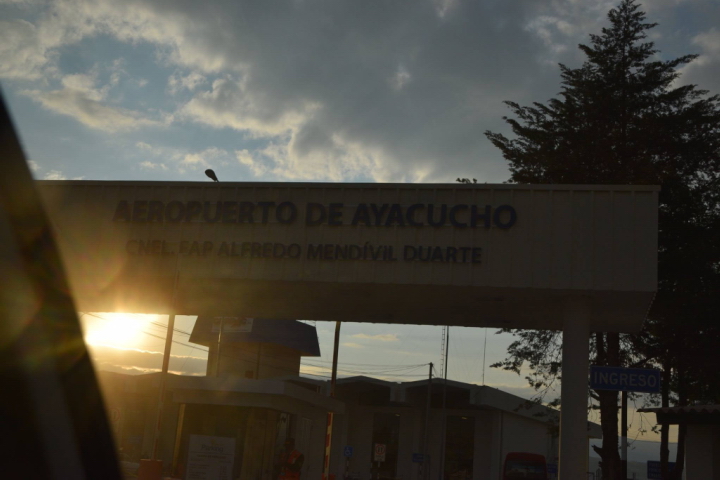 AEROPUERTO DE AYACUCHO
CNEL. FAP ALFREDO MENDÍVIL DUARTE
INGRESO